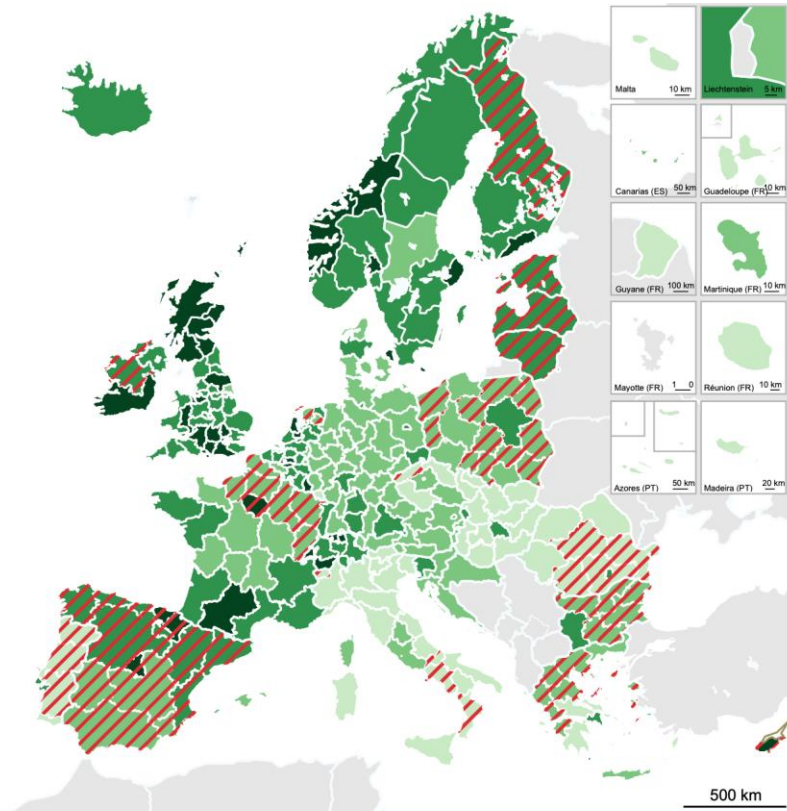 Malta
10 km
Liechtenstein
5 km
Canarias (ES)
50 km
Guadeloupe (FR)
10 km
Guyane (FR)
100 km
Martinique (FR)
10 km
Mayotte (FR)
1 0
Réunion (FR)
10 km
Azores (PT)
50 km
Madeira (PT)
20 km
500 km